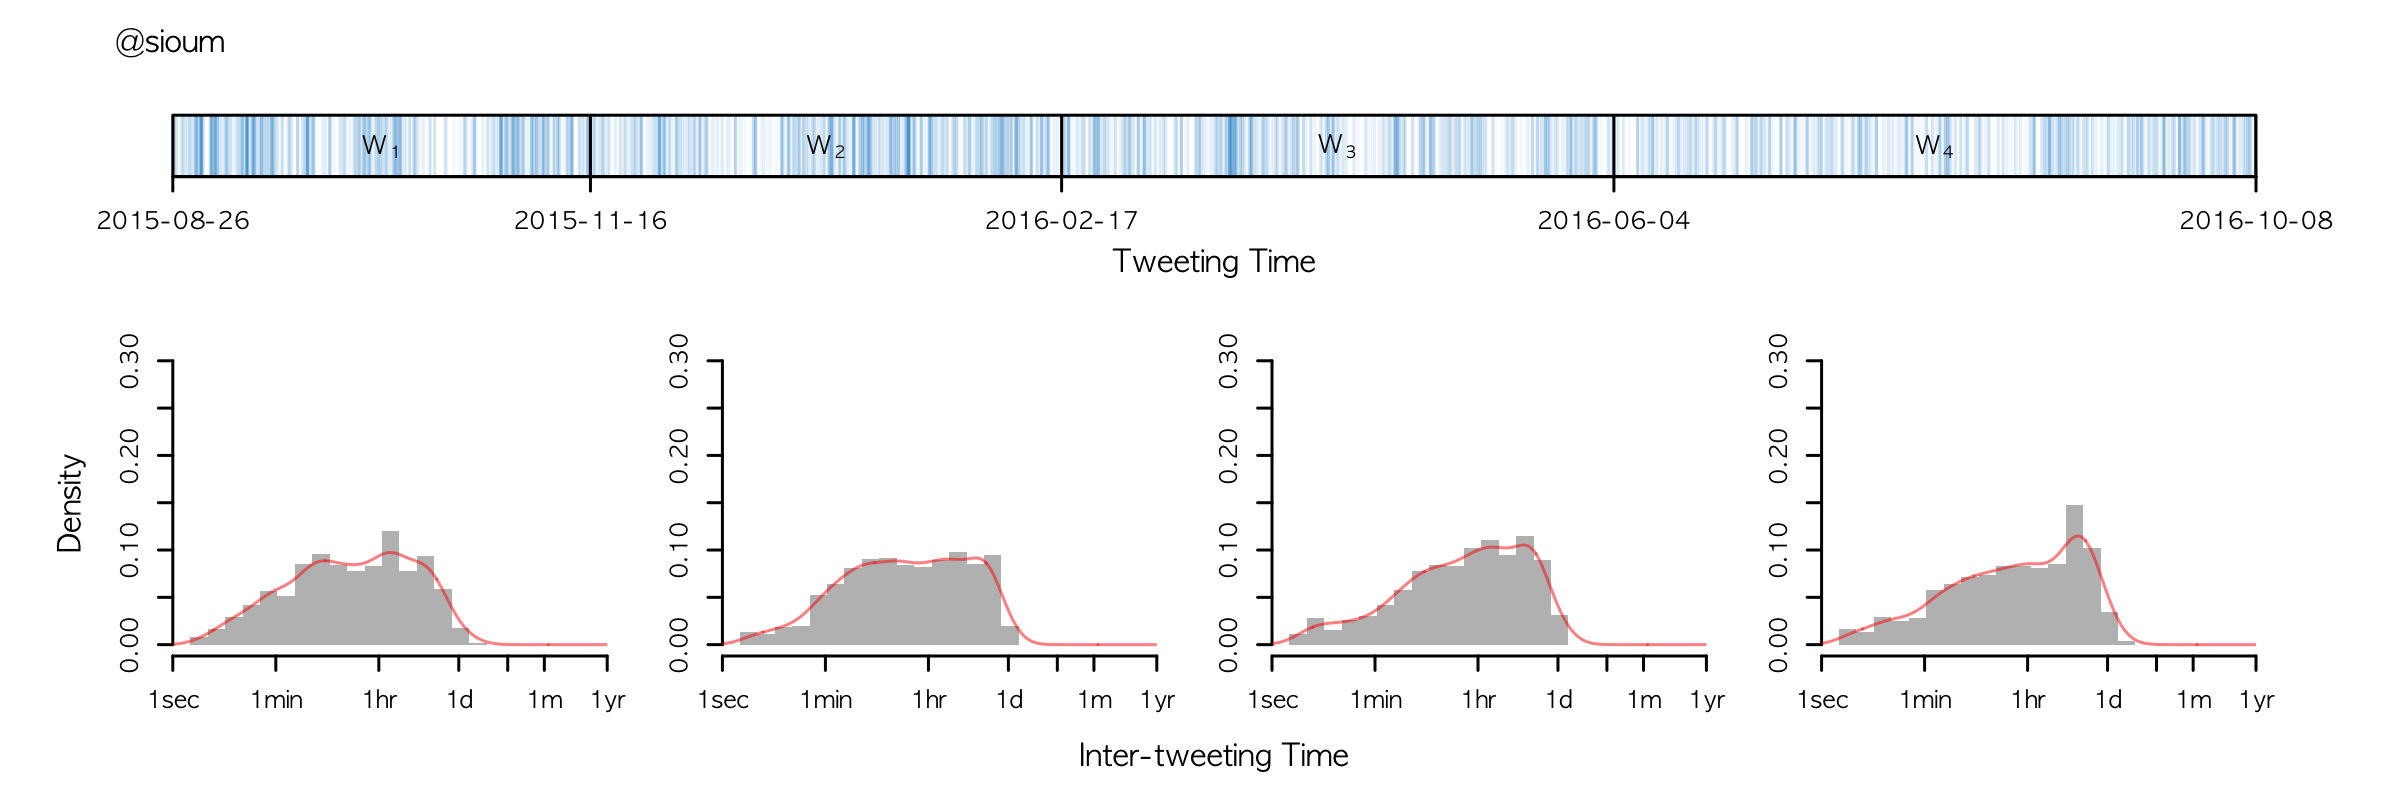 @sioum
W1 W2 W3 W4
2015-08-26 2015-11-16 2016-02-17 2016-06-04 2016-10-08
Tweeting Time
Density
0.00 0.10 0.20 0.30 0.00 0.10 0.20 0.30 0.00 0.10 0.20 0.30 0.00 0.10 0.20 0.30
1sec 1min 1hr 1d 1m 1yr 1sec 1min 1hr 1d 1m 1yr 1sec 1min 1hr 1d 1m 1yr 1sec 1min 1hr 1d 1m 1yr
Inter-tweeting Time